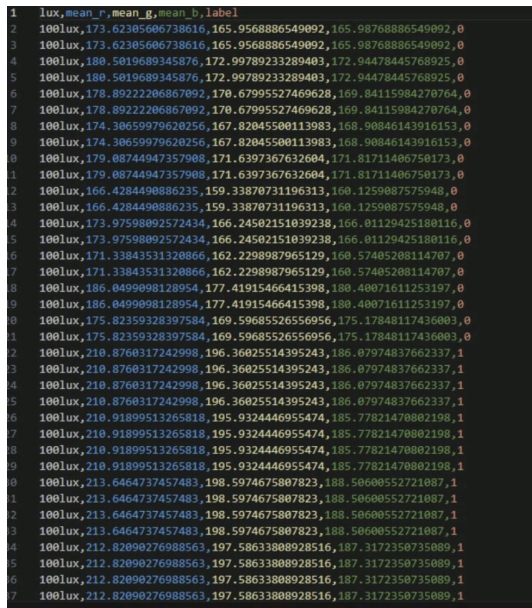 1 lux,mean_r,mean_g,mean_b,label
2 100lux,173.62305606738616,165.9568886549092,165.98768886549092,0
3 100lux,173.62305606738616,165.9568886549092,165.98768886549092,0
4 100lux,180.5019689345876,172.99789233289403,172.94478445768925,0
5 100lux,180.5019689345876,172.99789233289403,172.94478445768925,0
6 100lux,178.89222206867092,170.67995527469628,169.84115984270764,0
7 100lux,178.89222206867092,170.67995527469628,169.84115984270764,0
8 100lux,174.30659979620256,167.82045500113983,168.90846143916153,0
9 100lux,174.30659979620256,167.82045500113983,168.90846143916153,0
10 100lux,179.08744947357908,171.6397367632604,171.81711406750173,0
11 100lux,179.08744947357908,171.6397367632604,171.81711406750173,0
12 100lux,166.4284490886235,159.33870731196313,160.1259087575948,0
13 100lux,166.4284490886235,159.33870731196313,160.1259087575948,0
14 100lux,173.97598092572434,166.24502151039238,166.01129425180116,0
15 100lux,173.97598092572434,166.24502151039238,166.01129425180116,0
16 100lux,171.33843531320866,162.2298987965129,160.57405208114707,0
17 100lux,171.33843531320866,162.2298987965129,160.57405208114707,0
18 100lux,186.0499098128954,177.41915466415398,180.40071611253197,0
19 100lux,186.0499098128954,177.41915466415398,180.40071611253197,0
20 100lux,175.82359328397584,169.59685526556956,175.17848117436003,0
21 100lux,175.82359328397584,169.59685526556956,175.17848117436003,0
22 100lux,210.8760317242998,196.36025514395243,186.07974837662337,1
23 100lux,210.8760317242998,196.36025514395243,186.07974837662337,1
24 100lux,210.8760317242998,196.36025514395243,186.07974837662337,1
25 100lux,210.8760317242998,196.36025514395243,186.07974837662337,1
26 100lux,210.91899513265818,195.9324446955474,185.77821470802198,1
27 100lux,210.91899513265818,195.9324446955474,185.77821470802198,1
28 100lux,210.91899513265818,195.9324446955474,185.77821470802198,1
29 100lux,210.91899513265818,195.9324446955474,185.77821470802198,1
30 100lux,213.6464737457483,198.5974675807823,188.50600552721087,1
31 100lux,213.6464737457483,198.5974675807823,188.50600552721087,1
32 100lux,213.6464737457483,198.5974675807823,188.50600552721087,1
33 100lux,213.6464737457483,198.5974675807823,188.50600552721087,1
34 100lux,212.82090276988563,197.58633808928516,187.3172350735089,1
35 100lux,212.82090276988563,197.58633808928516,187.3172350735089,1
36 100lux,212.82090276988563,197.58633808928516,187.3172350735089,1
37 100lux,212.82090276988563,197.58633808928516,187.3172350735089,1